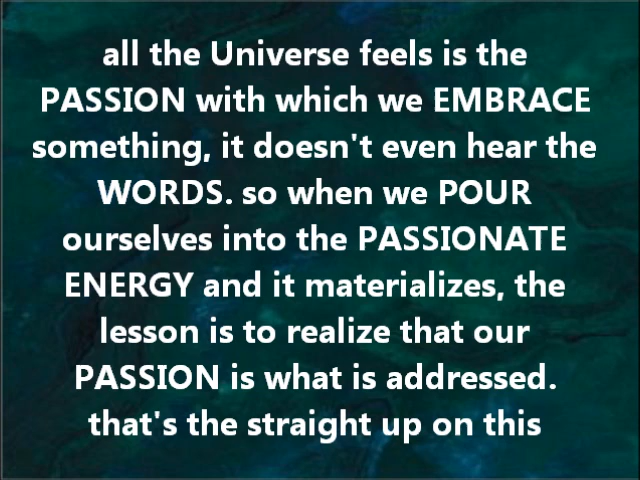 all the Universe feels is the
PASSION with which we EMBRACE
something, it doesn't even hear the
WORDS. so when we POUR
ourselves into the PASSIONATE
ENERGY and it materializes, the
lesson is to realize that our
PASSION is what is addressed.
that's the straight up on this